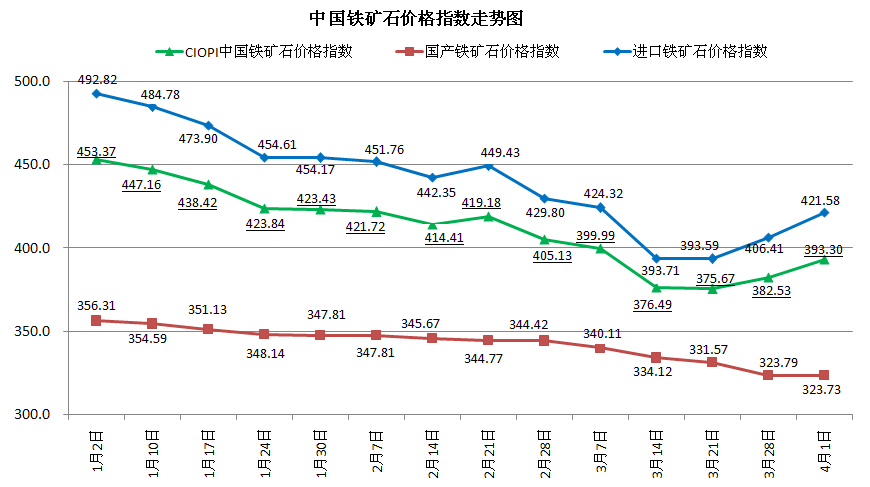 中国铁矿石价格指数走势图
CIOPI中国铁矿石价格指数 国产铁矿石价格指数 进口铁矿石价格指数
500.0
450.0
400.0
350.0
300.0
492.82 484.78 473.90 454.61 454.17 451.76 442.35 449.43 429.80 424.32 393.71 393.59 406.41 421.58
453.37 447.16 438.42 423.84 423.43 421.72 414.41 419.18 405.13 399.99 376.49 375.67 382.53 393.30
356.31 354.59 351.13 348.14 347.81 347.81 345.67 344.77 344.42 340.11 334.12 331.57 323.79 323.73
1月2日 1月10日 1月17日 1月24日 1月30日 2月7日 2月14日 2月21日 2月28日 3月7日 3月14日 3月21日 3月28日 4月1日